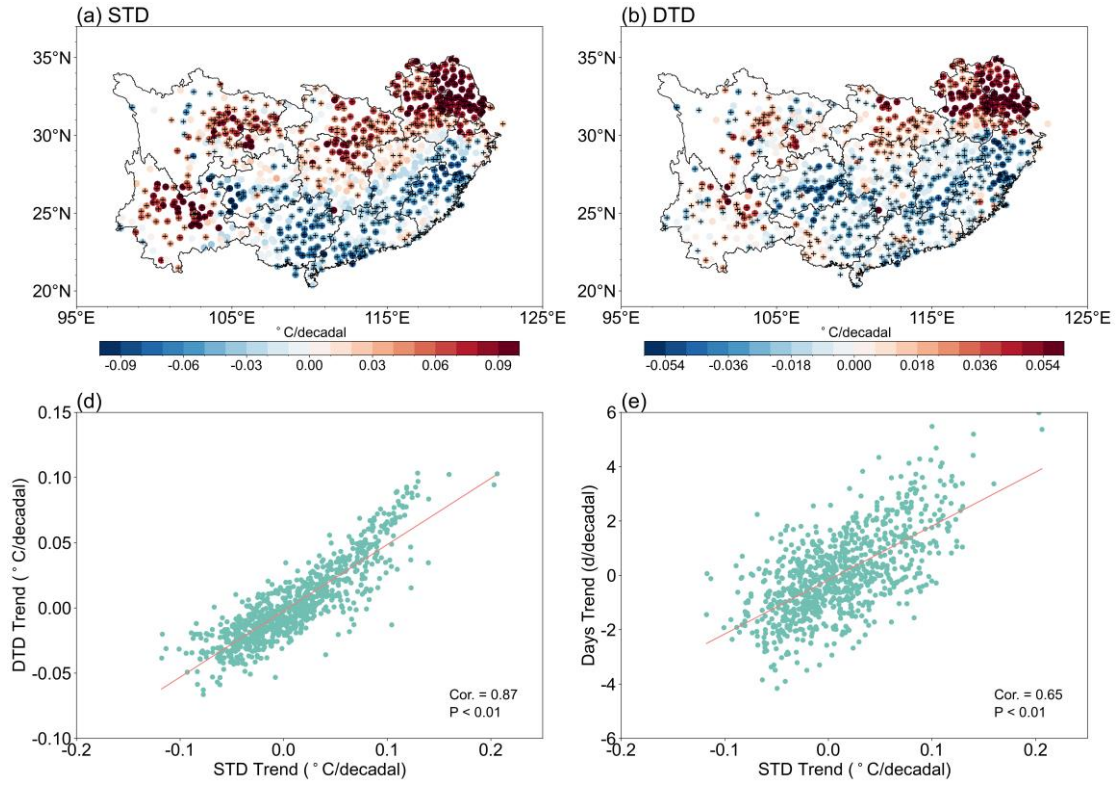 (a) STD
35°N
30°N
25°N
20°N
95°E 105°E 115°E 125°E
°C/decadal
-0.09 -0.06 -0.03 0.00 0.03 0.06 0.09
(b) DTD
35°N
30°N
25°N
20°N
95°E 105°E 115°E 125°E
°C/decadal
-0.054 -0.036 -0.018 0.000 0.018 0.036 0.054
(d)
DTD Trend (°C/decadal)
0.15
0.10
0.05
0.00
-0.05
-0.10
Cor. = 0.87
P < 0.01
-0.2 -0.1 0.0 0.1 0.2
STD Trend (°C/decadal)
(e)
Days Trend (d/decadal)
6
4
2
0
-2
-4
-6
Cor. = 0.65
P < 0.01
-0.2 -0.1 0.0 0.1 0.2
STD Trend (°C/decadal)